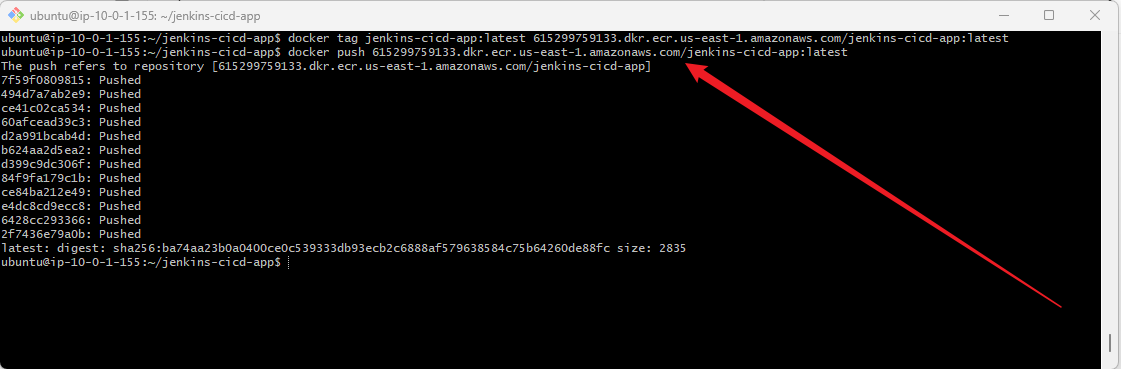 ubuntu@ip-10-0-1-155: ~/jenkins-cicd-app
ubuntu@ip-10-0-1-155:~/jenkins-cicd-app$ docker tag jenkins-cicd-app:latest 615299759133.dkr.ecr.us-east-1.amazonaws.com/jenkins-cicd-app:latest
ubuntu@ip-10-0-1-155:~/jenkins-cicd-app$ docker push 615299759133.dkr.ecr.us-east-1.amazonaws.com/jenkins-cicd-app:latest
The push refers to repository [615299759133.dkr.ecr.us-east-1.amazonaws.com/jenkins-cicd-app]
7f59f0809815: Pushed
494d7a7ab2e9: Pushed
ce41c02ca534: Pushed
60afcead39c3: Pushed
d2a991bcab4d: Pushed
b624aa2d5ea2: Pushed
d399c9dc306f: Pushed
84f9fa179c1b: Pushed
ce84ba212e49: Pushed
e4dc8cd9ecc8: Pushed
6428cc293366: Pushed
2f7436e79a0b: Pushed
latest: digest: sha256:ba74aa23b0a0400ce0c539333db93ecb2c6888af579638584c75b64260de88fc size: 2835
ubuntu@ip-10-0-1-155:~/jenkins-cicd-app$